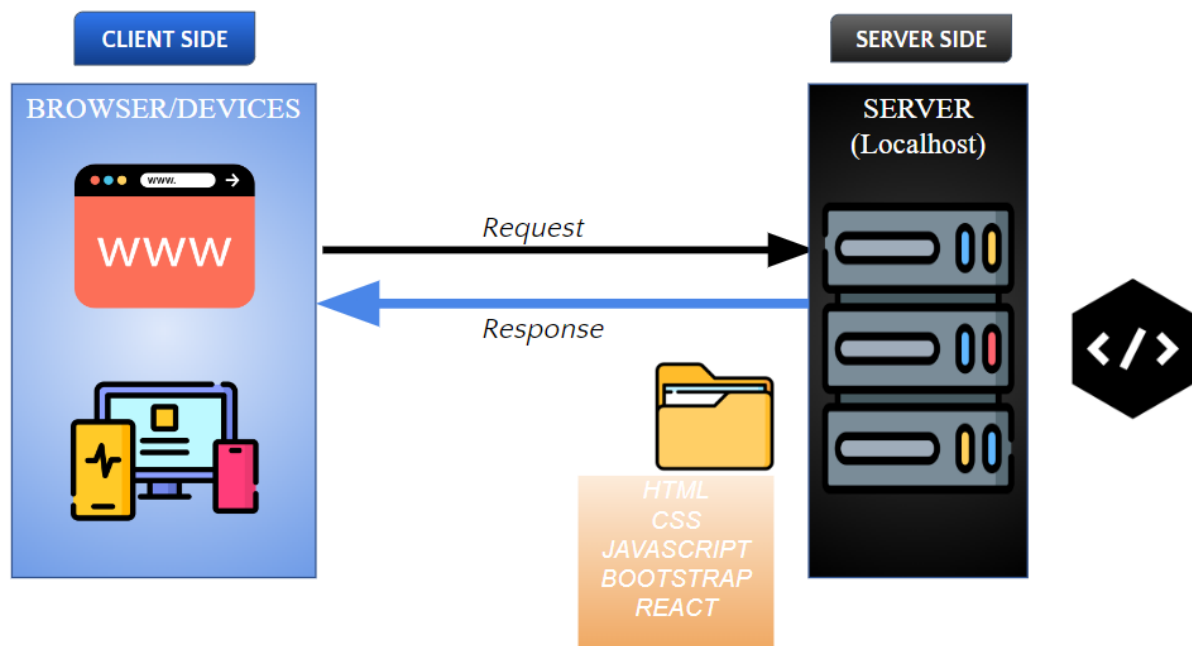 CLIENT SIDE
SERVER SIDE
BROWSER/DEVICES
www.
WWW
SERVER
(Localhost)
Request
Response
</>
HTML
CSS
JAVASCRIPT
BOOTSTRAP
REACT